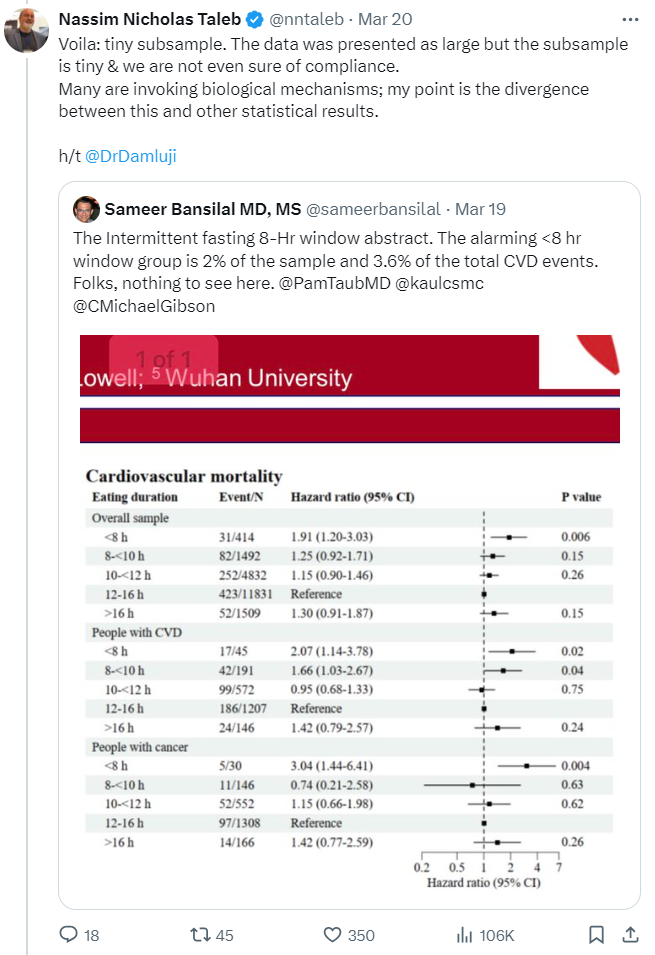 Nassim Nicholas Taleb @nntaleb · Mar 20
Voila: tiny subsample. The data was presented as large but the subsample
is tiny & we are not even sure of compliance.
Many are invoking biological mechanisms; my point is the divergence
between this and other statistical results.
h/t @DrDamluji
Sameer Bansilal MD, MS @sameerbansilal · Mar 19
The Intermittent fasting 8-Hr window abstract. The alarming <8 hr
window group is 2% of the sample and 3.6% of the total CVD events.
Folks, nothing to see here. @PamTaubMD @kaulcsmc
@CMichaelGibson
1 of 1
.owell; 5 Wuhan University
Cardiovascular mortality
Eating duration Event/N Hazard ratio (95% CI) P value
Overall sample
<8 h 31/414 1.91 (1.20-3.03) 0.006
8-<10 h 82/1492 1.25 (0.92-1.71) 0.15
10-<12 h 252/4832 1.15 (0.90-1.46) 0.26
12-16 h 423/11831 Reference
>16 h 52/1509 1.30 (0.91-1.87) 0.15
People with CVD
<8 h 17/45 2.07 (1.14-3.78) 0.02
8-<10 h 42/191 1.66 (1.03-2.67) 0.04
10-<12 h 99/572 0.95 (0.68-1.33) 0.75
12-16 h 186/1207 Reference
>16 h 24/146 1.42 (0.79-2.57) 0.24
People with cancer
<8 h 5/30 3.04 (1.44-6.41) 0.004
8-<10 h 11/146 0.74 (0.21-2.58) 0.63
10-<12 h 52/552 1.15 (0.66-1.98) 0.62
12-16 h 97/1308 Reference
>16 h 14/166 1.42 (0.77-2.59) 0.26
0.2 0.5 1 2 4 7
Hazard ratio (95% CI)
18 45 350 106K